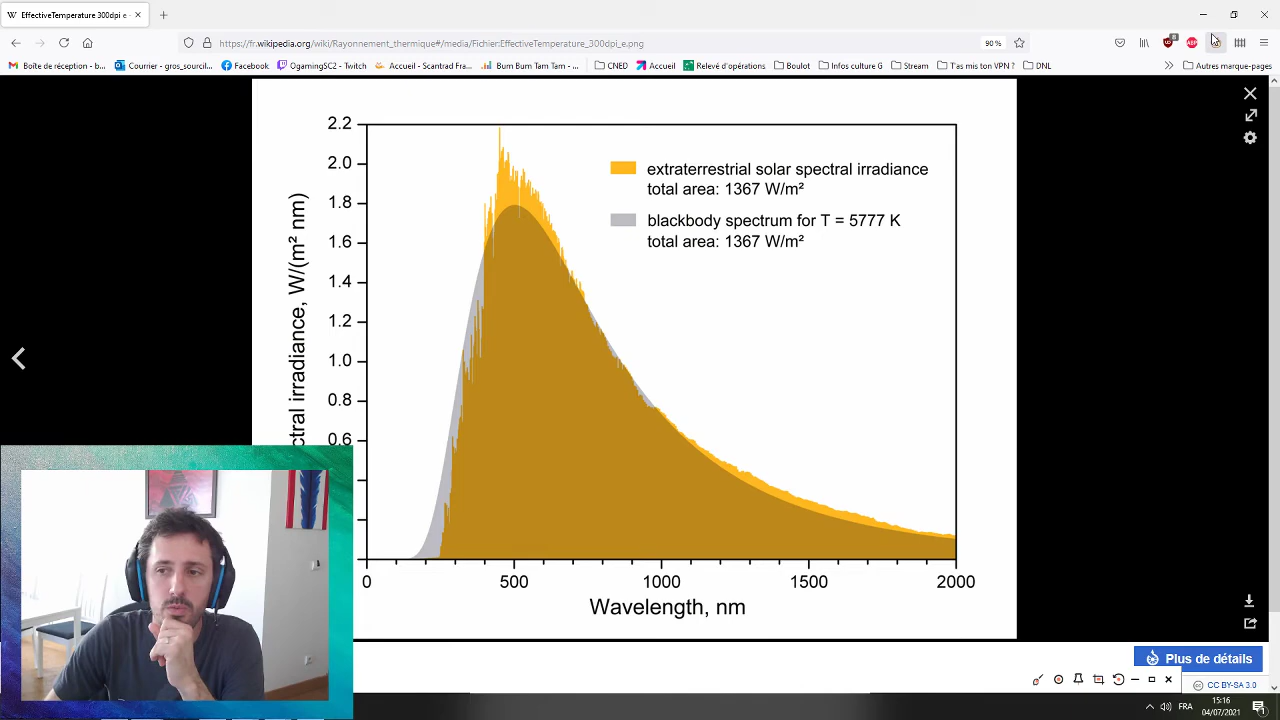 EffectiveTemperature 300dpi e -
https://fr.wikipedia.org/wiki/Rayonnement_thermique#/media/Fichier:EffectiveTemperature_300dpi_e.png
90 %
Boîte de réception - b...
Courrier - gros_sourcil...
Facebook
OgamingSC2 - Twitch
Accueil - Scantrad Fra...
Bum Bum Tam Tam - ...
CNED
Accueil
Relevé d'opérations
Boulot
Infos culture G
Stream
T'as mis ton VPN ?
DNL
Autres marque-pages
2.2
2.0
1.8
1.6
1.4
1.2
1.0
0.8
0.6
ctral irradiance, W/(m² nm)
extraterrestrial solar spectral irradiance
total area: 1367 W/m²
blackbody spectrum for T = 5777 K
total area: 1367 W/m²
0 500 1000 1500 2000
Wavelength, nm
Plus de détails
CC BY-SA 3.0
FRA
15:16
04/07/2021